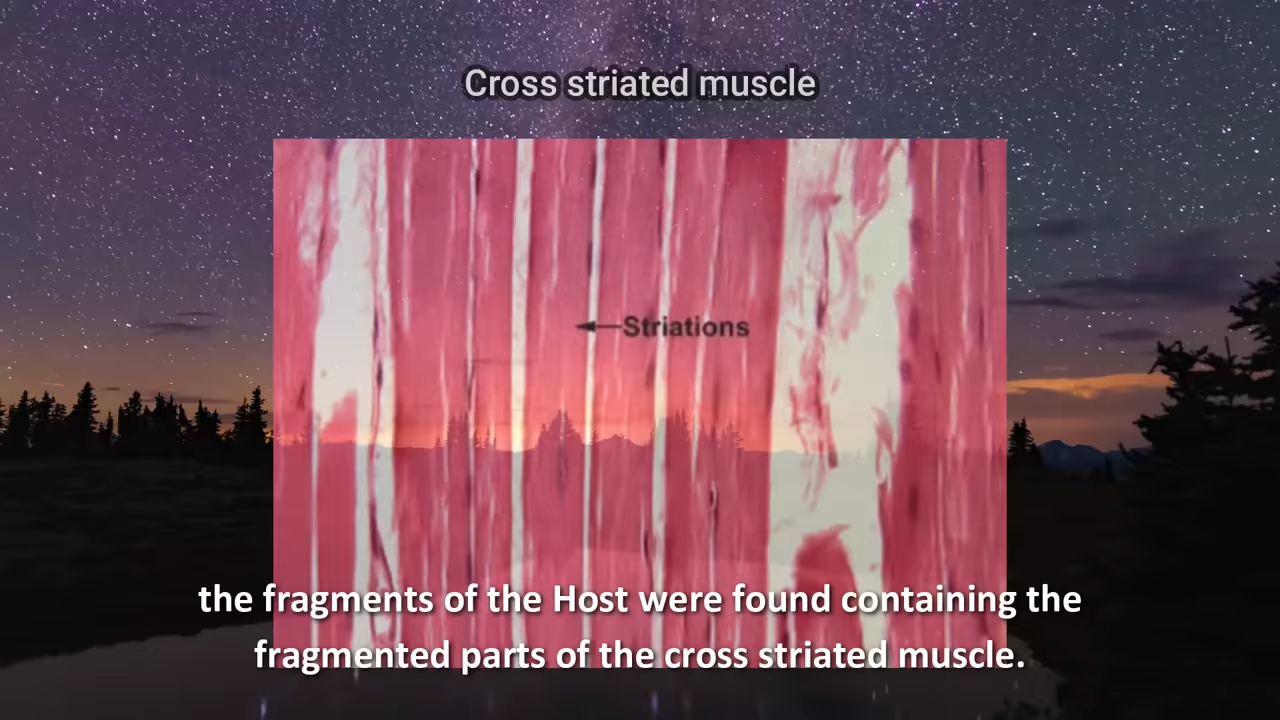 Cross striated muscle
Striations
the fragments of the Host were found containing the
fragmented parts of the cross striated muscle.